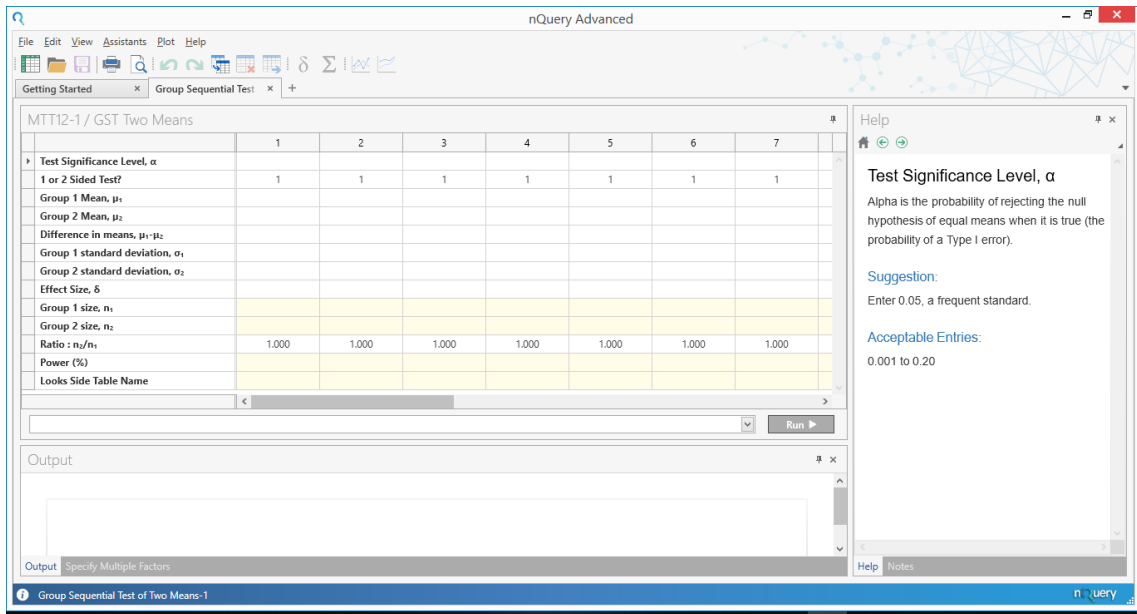 nQuery Advanced
File Edit View Assistants Plot Help
δ Σ
Getting Started × Group Sequential Test × +
MTT12-1 / GST Two Means
1 2 3 4 5 6 7
Test Significance Level, α
1 or 2 Sided Test? 1 1 1 1 1 1 1
Group 1 Mean, μ₁
Group 2 Mean, μ₂
Difference in means, μ₁-μ₂
Group 1 standard deviation, σ₁
Group 2 standard deviation, σ₂
Effect Size, δ
Group 1 size, n₁
Group 2 size, n₂
Ratio : n₂/n₁ 1.000 1.000 1.000 1.000 1.000 1.000 1.000
Power (%)
Looks Side Table Name
Run
Output
Output Specify Multiple Factors
Help
Test Significance Level, α
Alpha is the probability of rejecting the null
hypothesis of equal means when it is true (the
probability of a Type I error).
Suggestion:
Enter 0.05, a frequent standard.
Acceptable Entries:
0.001 to 0.20
Help Notes
Group Sequential Test of Two Means-1
nQuery